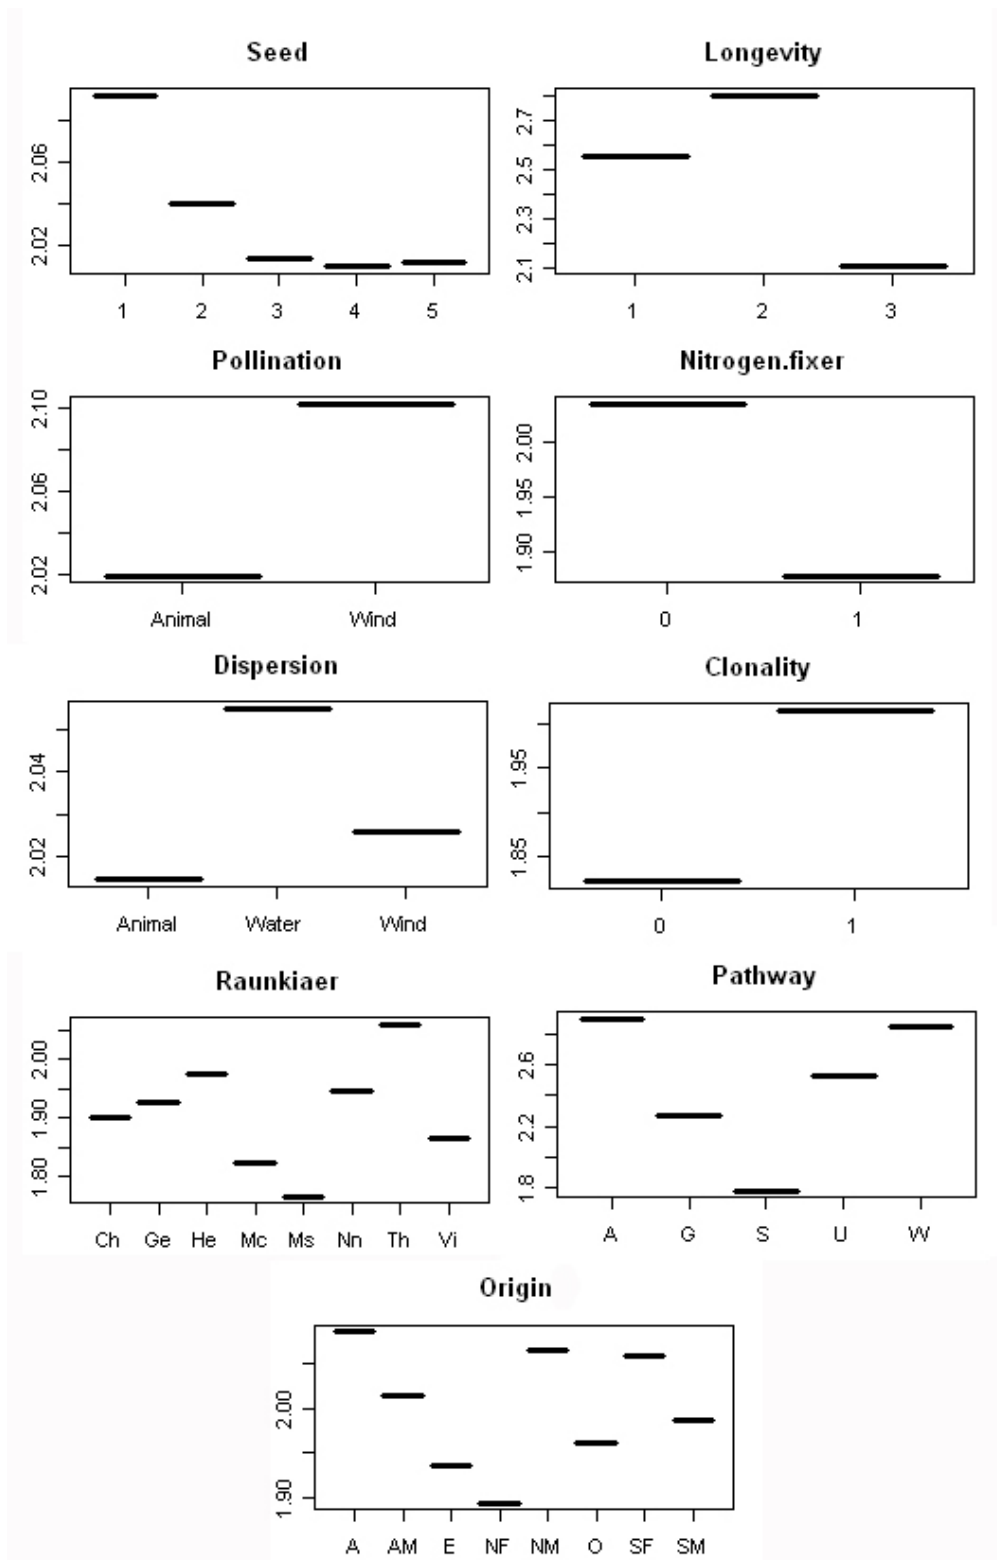 Seed
2.06
2.02
1 2 3 4 5
Longevity
2.7
2.5
2.3
2.1
1 2 3
Pollination
2.10
2.06
2.02
Animal Wind
Nitrogen.fixer
2.00
1.95
1.90
0 1
Dispersion
2.04
2.02
Animal Water Wind
Clonality
1.95
1.85
0 1
Raunkiaer
2.00
1.90
1.80
Ch Ge He Mc Ms Nn Th Vi
Pathway
2.6
2.2
1.8
A G S U W
Origin
2.00
1.90
A AM E NF NM O SF SM